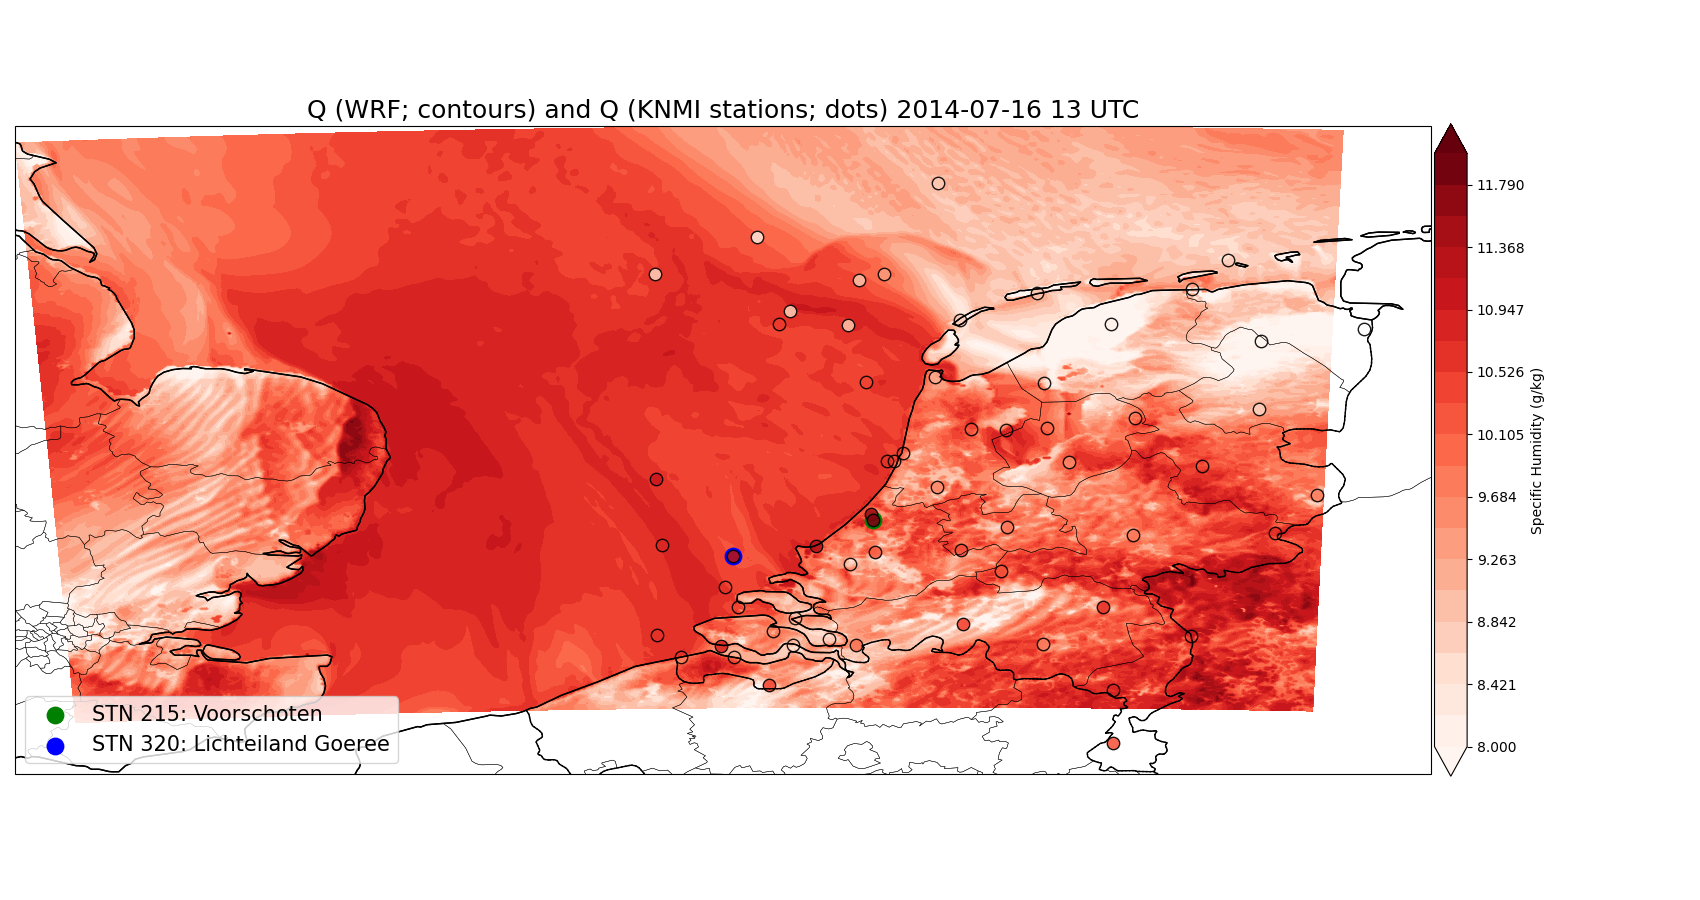 Q (WRF; contours) and Q (KNMI stations; dots) 2014-07-16 13 UTC
11.790
11.368
10.947
10.526
10.105
9.684
9.263
8.842
8.421
8.000
Specific Humidity (g/kg)
STN 215: Voorschoten
STN 320: Lichteiland Goeree